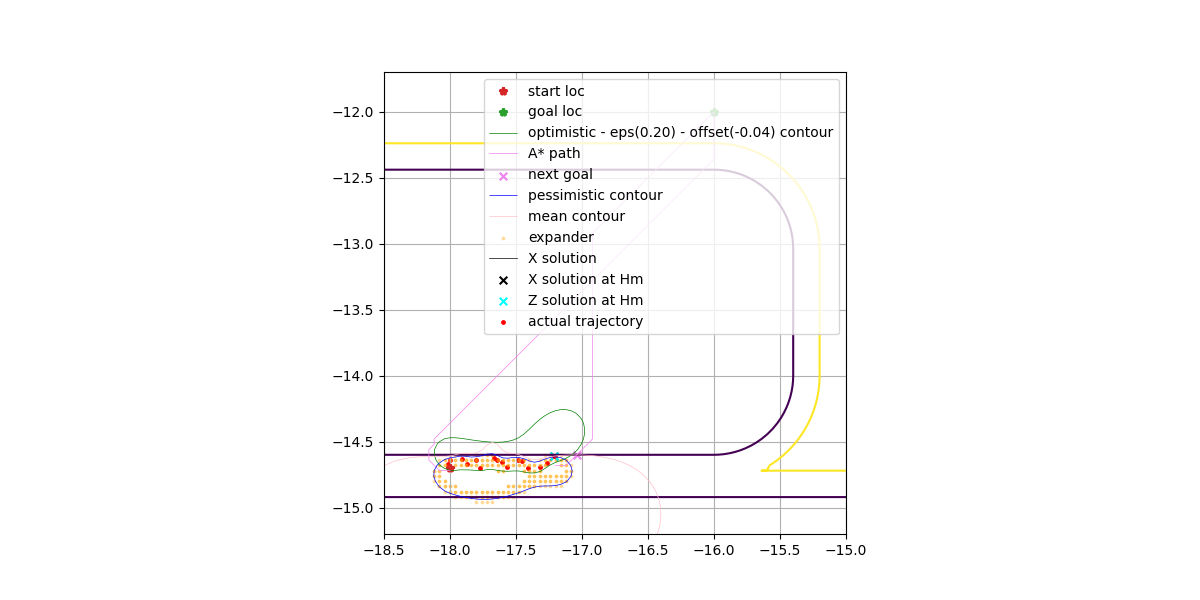 start loc
goal loc
optimistic - eps(0.20) - offset(-0.04) contour
A* path
next goal
pessimistic contour
mean contour
expander
X solution
X solution at Hm
Z solution at Hm
actual trajectory
−12.0
−12.5
−13.0
−13.5
−14.0
−14.5
−15.0
−18.5 −18.0 −17.5 −17.0 −16.5 −16.0 −15.5 −15.0